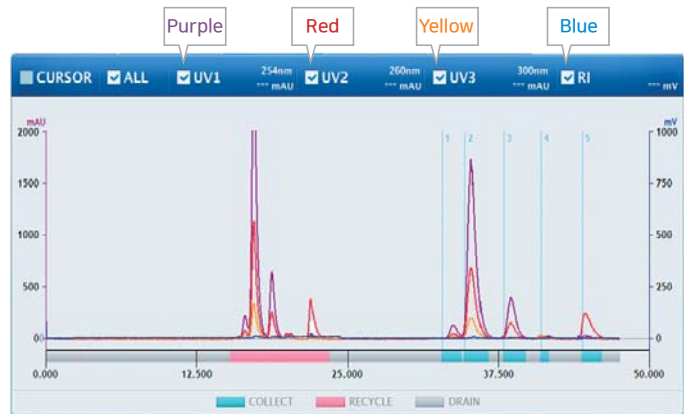 Purple Red Yellow Blue
CURSOR ALL UV1 254nm *** mAU UV2 260nm *** mAU UV3 300nm *** mAU RI *** mV
mAU mV
2000 1000
1 2 3 4 5
1500 750
1000 500
500 250
0 0
0.000 12.500 25.000 37.500 50.000
COLLECT RECYCLE DRAIN